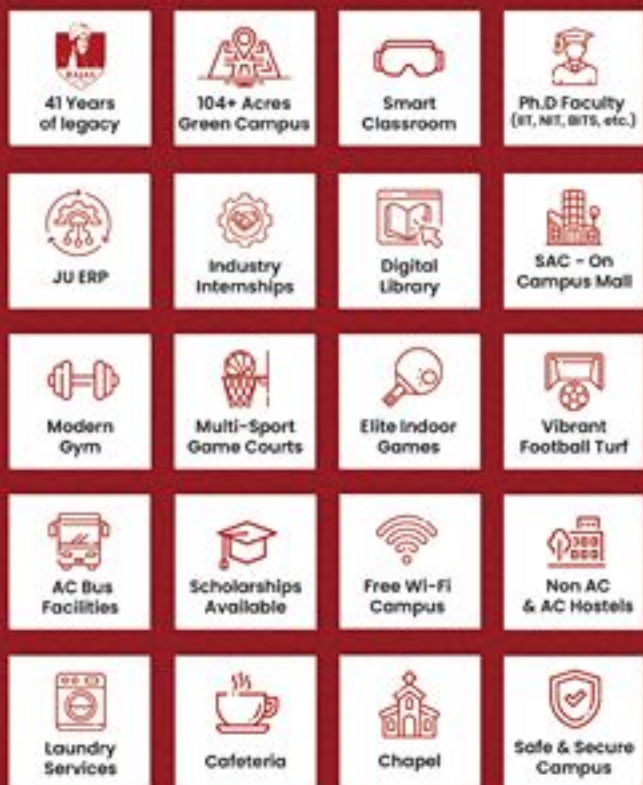 RAJAS
41 Years
of legacy
104+ Acres
Green Campus
Smart
Classroom
Ph.D Faculty
(IIT, NIT, BITS, etc.)
JU ERP
Industry
Internships
Digital
Library
SAC - On
Campus Mall
Modern
Gym
Multi-Sport
Game Courts
Elite Indoor
Games
Vibrant
Football Turf
AC Bus
Facilities
Scholarships
Available
Free Wi-Fi
Campus
Non AC
& AC Hostels
Laundry
Services
Cafeteria
Chapel
Safe & Secure
Campus